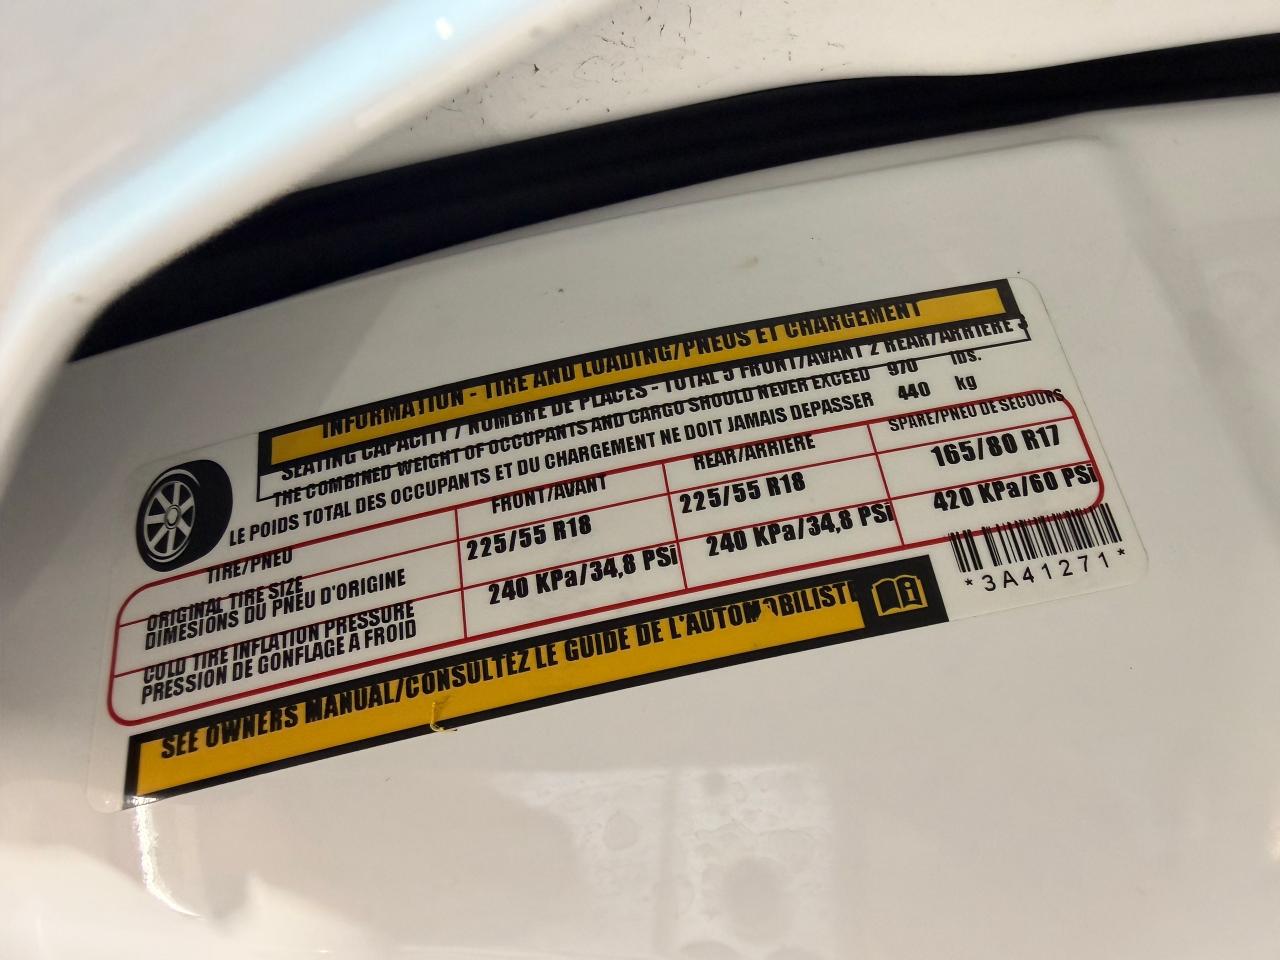 INFORMATION - TIRE AND LOADING/PNEUS ET CHARGEMENT
SEATING CAPACITY / NOMBRE DE PLACES - TOTAL 5 FRONT/AVANT 2 REAR/ARRIERE 3
THE COMBINED WEIGHT OF OCCUPANTS AND CARGO SHOULD NEVER EXCEED 970 lbs.
LE POIDS TOTAL DES OCCUPANTS ET DU CHARGEMENT NE DOIT JAMAIS DEPASSER 440 kg
TIRE/PNEU FRONT/AVANT REAR/ARRIERE SPARE/PNEU DE SECOURS
ORIGINAL TIRE SIZE
DIMESIONS DU PNEU D'ORIGINE 225/55 R18 225/55 R18 165/80 R17
COLD TIRE INFLATION PRESSURE
PRESSION DE GONFLAGE A FROID 240 KPa/34,8 PSi 240 KPa/34,8 PSi 420 KPa/60 PSi
SEE OWNERS MANUAL/CONSULTEZ LE GUIDE DE L'AUTOMOBILISTE
*3A41271*